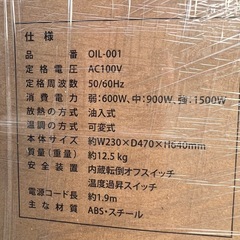 仕様
品番 OIL-001
定格電圧 AC100V
定格周波数 50/60Hz
消費電力 弱:600W、中:900W、強:1500W
放熱の方式 油入式
温調の方式 可変式
本体サイズ 約W230×D470×H640mm
質量(重量) 約12.5kg
安全装置 内蔵転倒オフスイッチ
温度過昇スイッチ
電源コード長 約1.9m
主な材質 ABS・スチール